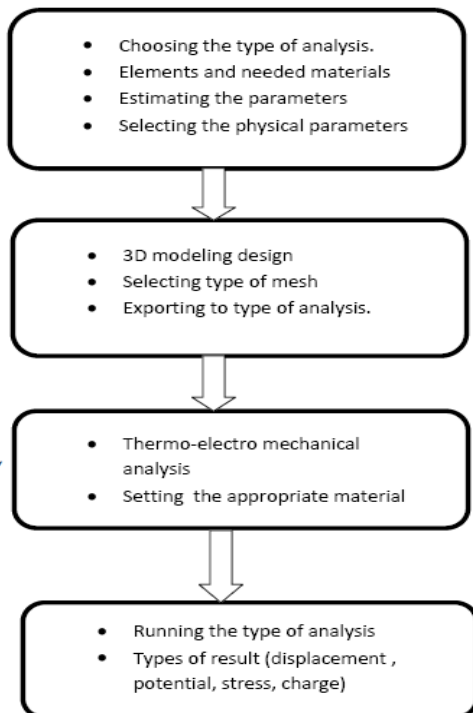 • Choosing the type of analysis.
• Elements and needed materials
• Estimating the parameters
• Selecting the physical parameters
• 3D modeling design
• Selecting type of mesh
• Exporting to type of analysis.
• Thermo-electro mechanical
analysis
• Setting the appropriate material
• Running the type of analysis
• Types of result (displacement ,
potential, stress, charge)